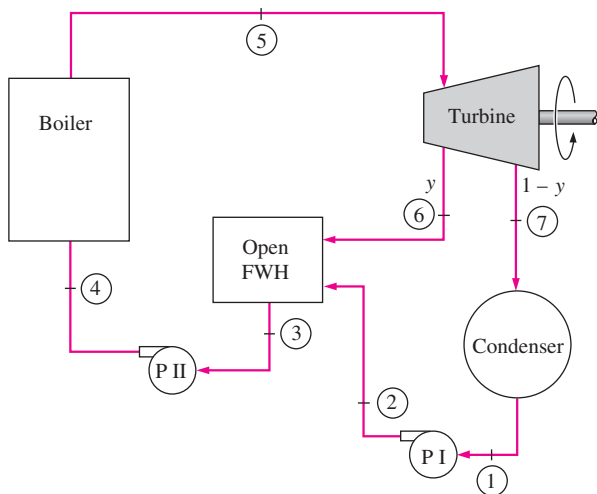 5
Boiler
Turbine
y
1 – y
6
7
Open
FWH
4
3
Condenser
P II
2
P I
1